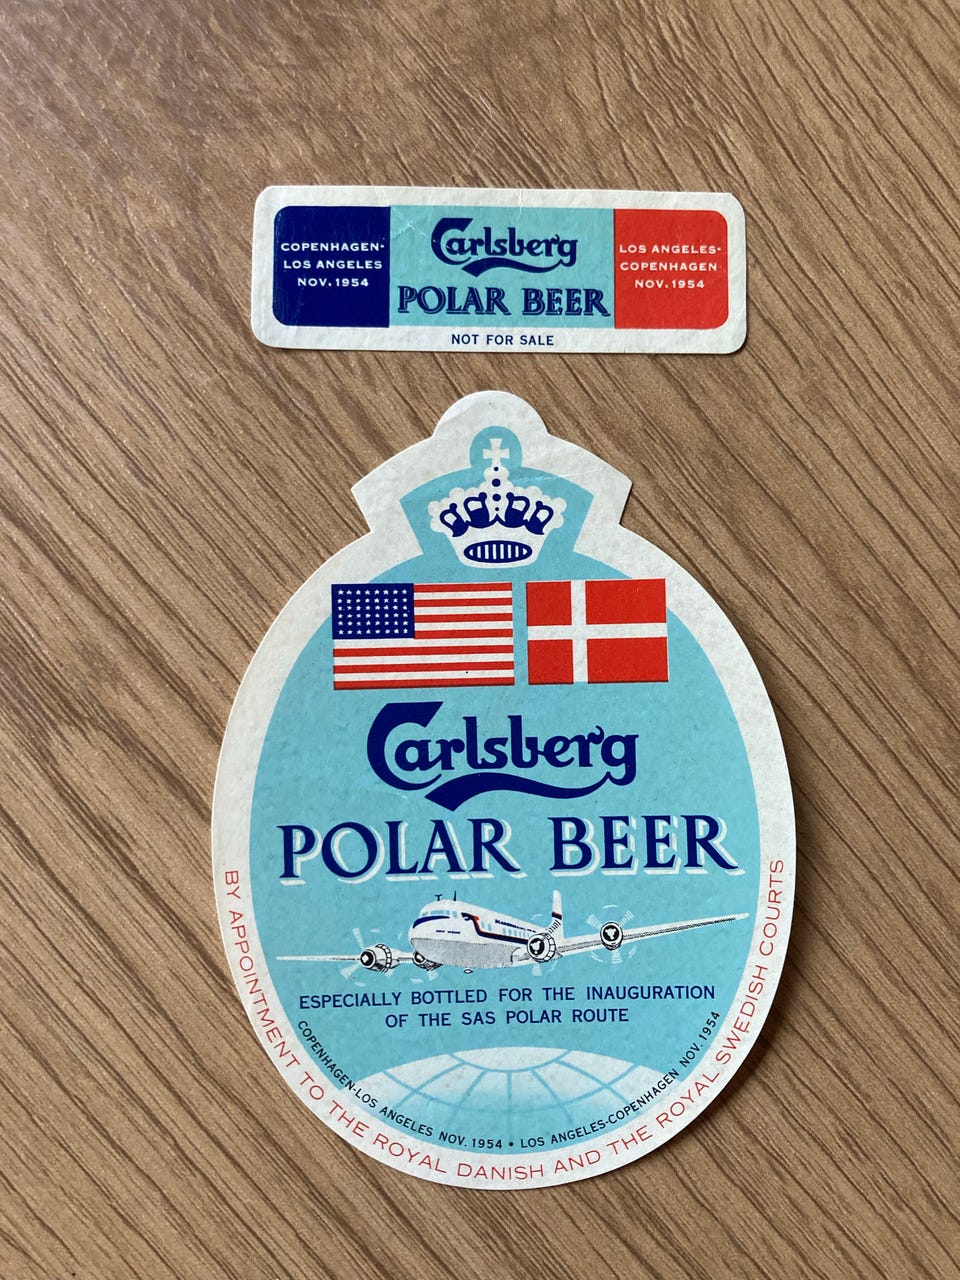 COPENHAGEN-
LOS ANGELES
NOV. 1954
Carlsberg
POLAR BEER
LOS ANGELES-
COPENHAGEN
NOV. 1954
NOT FOR SALE
Carlsberg
POLAR BEER
ESPECIALLY BOTTLED FOR THE INAUGURATION
OF THE SAS POLAR ROUTE
COPENHAGEN-LOS ANGELES NOV. 1954 • LOS ANGELES-COPENHAGEN NOV. 1954
BY APPOINTMENT TO THE ROYAL DANISH AND THE ROYAL SWEDISH COURTS